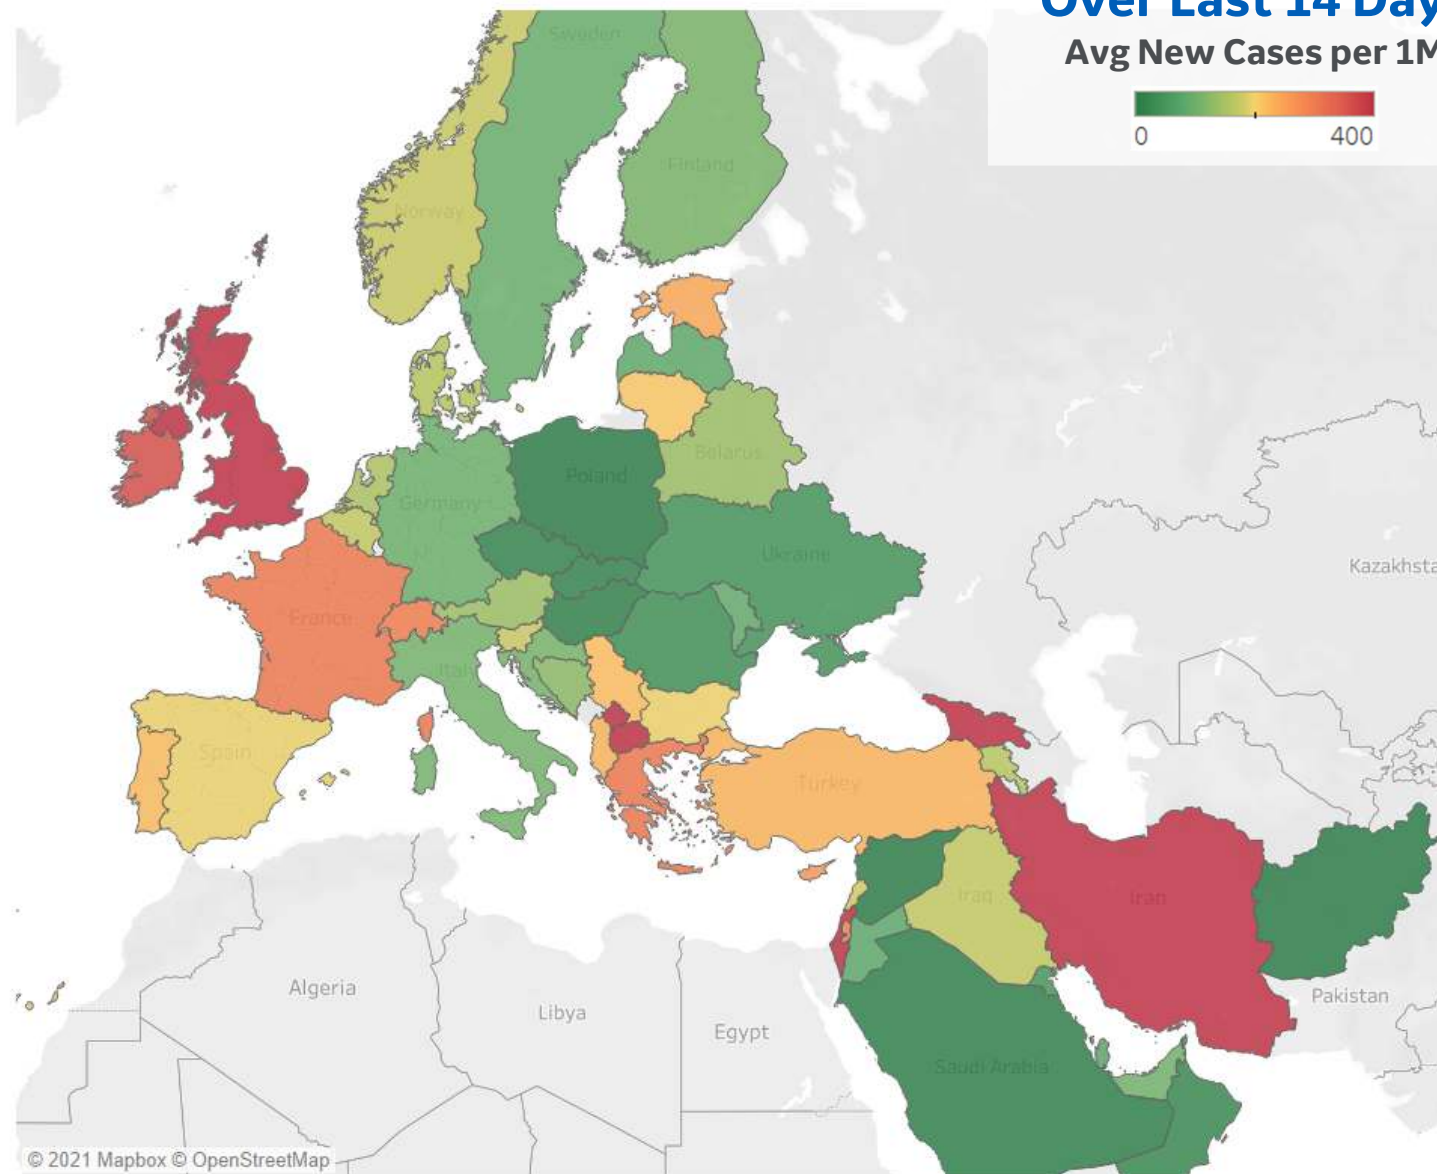 Over Last 14 Day
Avg New Cases per 1M
0 400
Sweden
Finland
Norway
Belarus
Poland
Germany
Ukraine
Kazakhsta
France
Italy
Spain
Turkey
Iraq
Iran
Algeria
Libya
Egypt
Pakistan
Saudi Arabia
© 2021 Mapbox © OpenStreetMap